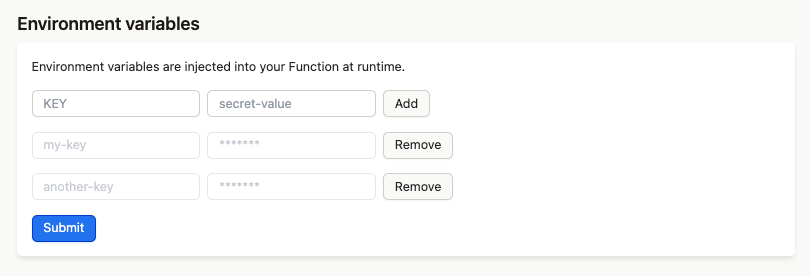 Environment variables
Environment variables are injected into your Function at runtime.
KEY secret-value Add
my-key ******* Remove
another-key ******* Remove
Submit